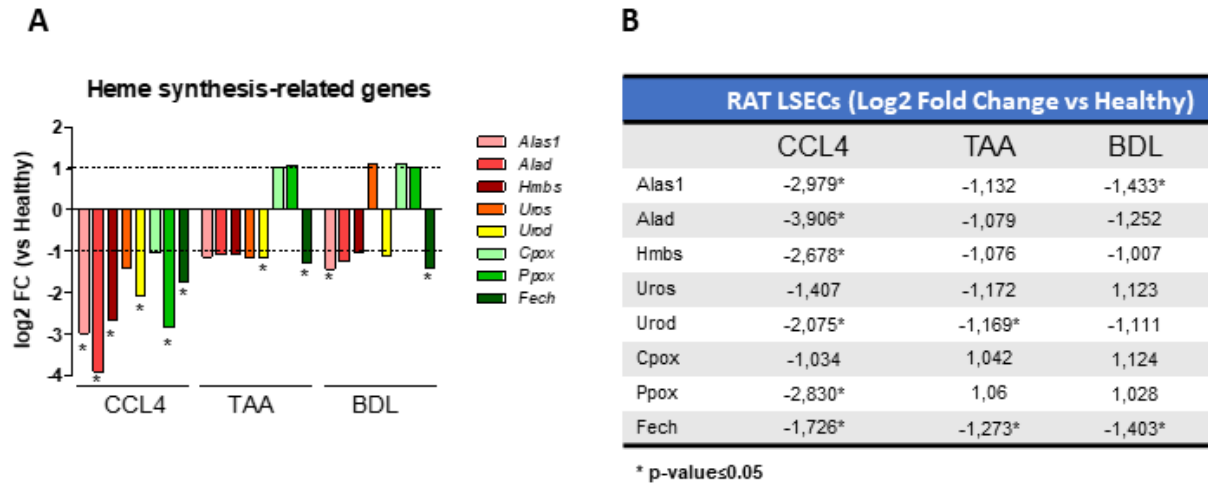 A
Heme synthesis-related genes
log2 FC (vs Healthy)
2
1
0
-1
-2
-3
-4
* * * * * *
* *
* *
CCL4 TAA BDL
Alas1
Alad
Hmbs
Uros
Urod
Cpox
Ppox
Fech
B
RAT LSECs (Log2 Fold Change vs Healthy)
CCL4 TAA BDL
Alas1 -2,979* -1,132 -1,433*
Alad -3,906* -1,079 -1,252
Hmbs -2,678* -1,076 -1,007
Uros -1,407 -1,172 1,123
Urod -2,075* -1,169* -1,111
Cpox -1,034 1,042 1,124
Ppox -2,830* 1,06 1,028
Fech -1,726* -1,273* -1,403*
* p-value≤0.05